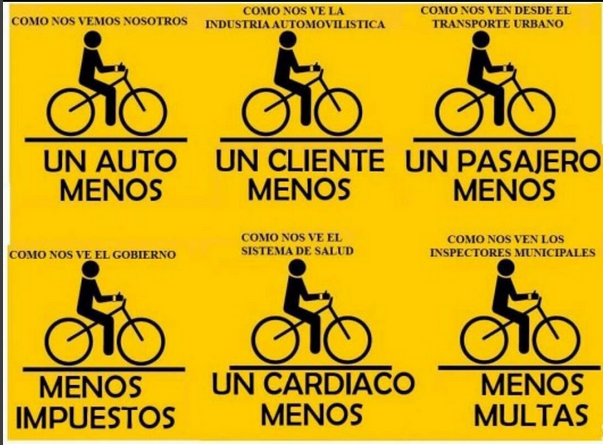 COMO NOS VEMOS NOSOTROS
UN AUTO
MENOS
COMO NOS VE LA
INDUSTRIA AUTOMOVILISTICA
UN CLIENTE
MENOS
COMO NOS VEN DESDE EL
TRANSPORTE URBANO
UN PASAJERO
MENOS
COMO NOS VE EL GOBIERNO
MENOS
IMPUESTOS
COMO NOS VE EL
SISTEMA DE SALUD
UN CARDIACO
MENOS
COMO NOS VEN LOS
INSPECTORES MUNICIPALES
MENOS
MULTAS